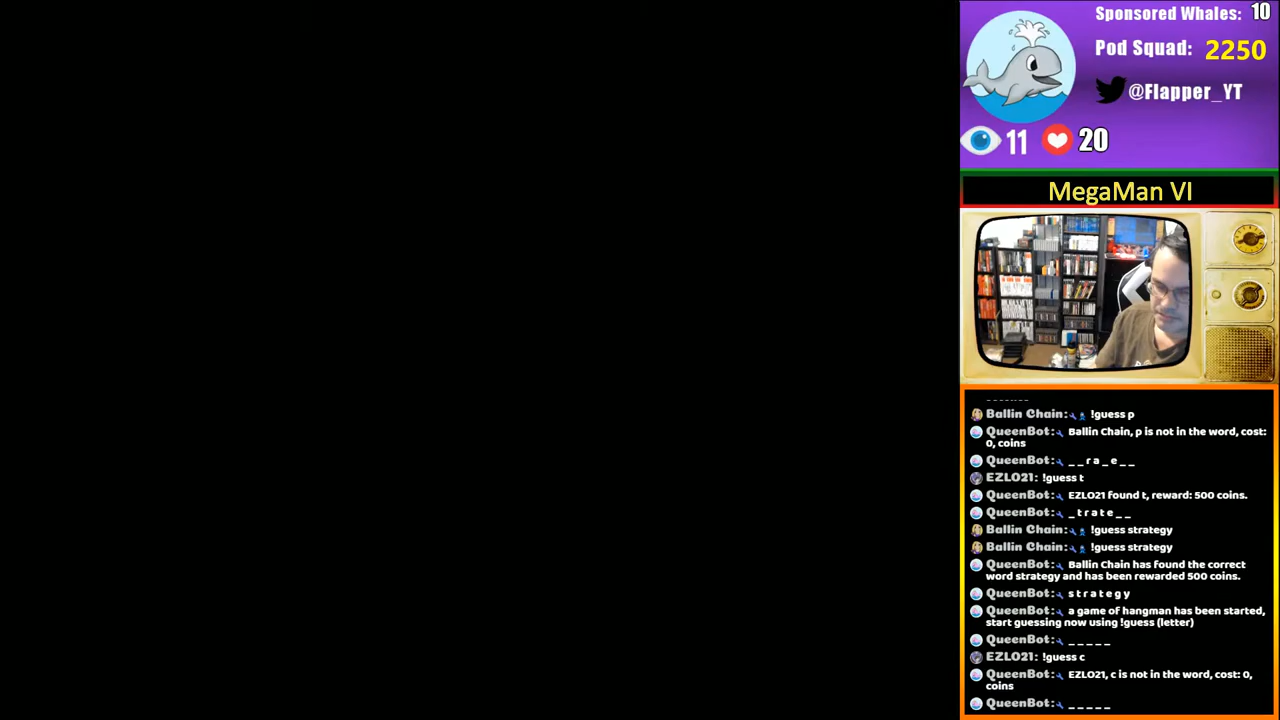 Sponsored Whales: 10
Pod Squad: 2250
@Flapper_YT
11 20
MegaMan VI
Ballin Chain: !guess p
QueenBot: Ballin Chain, p is not in the word, cost:
0, coins
QueenBot: _ _ r a _ e _ _
EZLO21: !guess t
QueenBot: EZLO21 found t, reward: 500 coins.
QueenBot: _ t r a t e _ _
Ballin Chain: !guess strategy
Ballin Chain: !guess strategy
QueenBot: Ballin Chain has found the correct
word strategy and has been rewarded 500 coins.
QueenBot: s t r a t e g y
QueenBot: a game of hangman has been started,
start guessing now using !guess (letter)
QueenBot: _ _ _ _ _
EZLO21: !guess c
QueenBot: EZLO21, c is not in the word, cost: 0,
coins
QueenBot: _ _ _ _ _